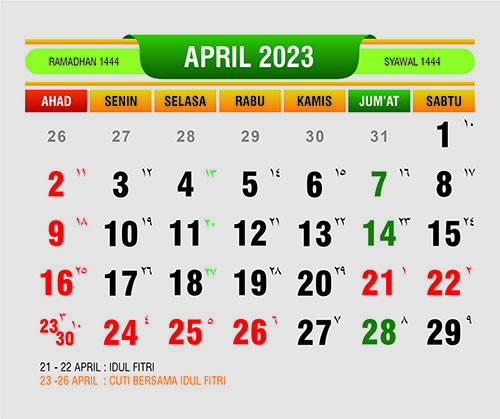 APRIL 2023
RAMADHAN 1444 SYAWAL 1444
AHAD SENIN SELASA RABU KAMIS JUM'AT SABTU
26 27 28 29 30 31 1 ١٠
2 ١١ 3 ١٢ 4 ١٣ 5 ١٤ 6 ١٥ 7 ١٦ 8 ١٧
9 ١٨ 10 ١٩ 11 ٢٠ 12 ٢١ 13 ٢٢ 14 ٢٣ 15 ٢٤
16 ٢٥ 17 ٢٦ 18 ٢٧ 19 ٢٨ 20 ٢٩ 21 ١ 22 ٢
23 ٣ 30 ١٠ 24 ٤ 25 ٥ 26 ٦ 27 ٧ 28 ٨ 29 ٩
21 - 22 APRIL : IDUL FITRI
23 -26 APRIL : CUTI BERSAMA IDUL FITRI